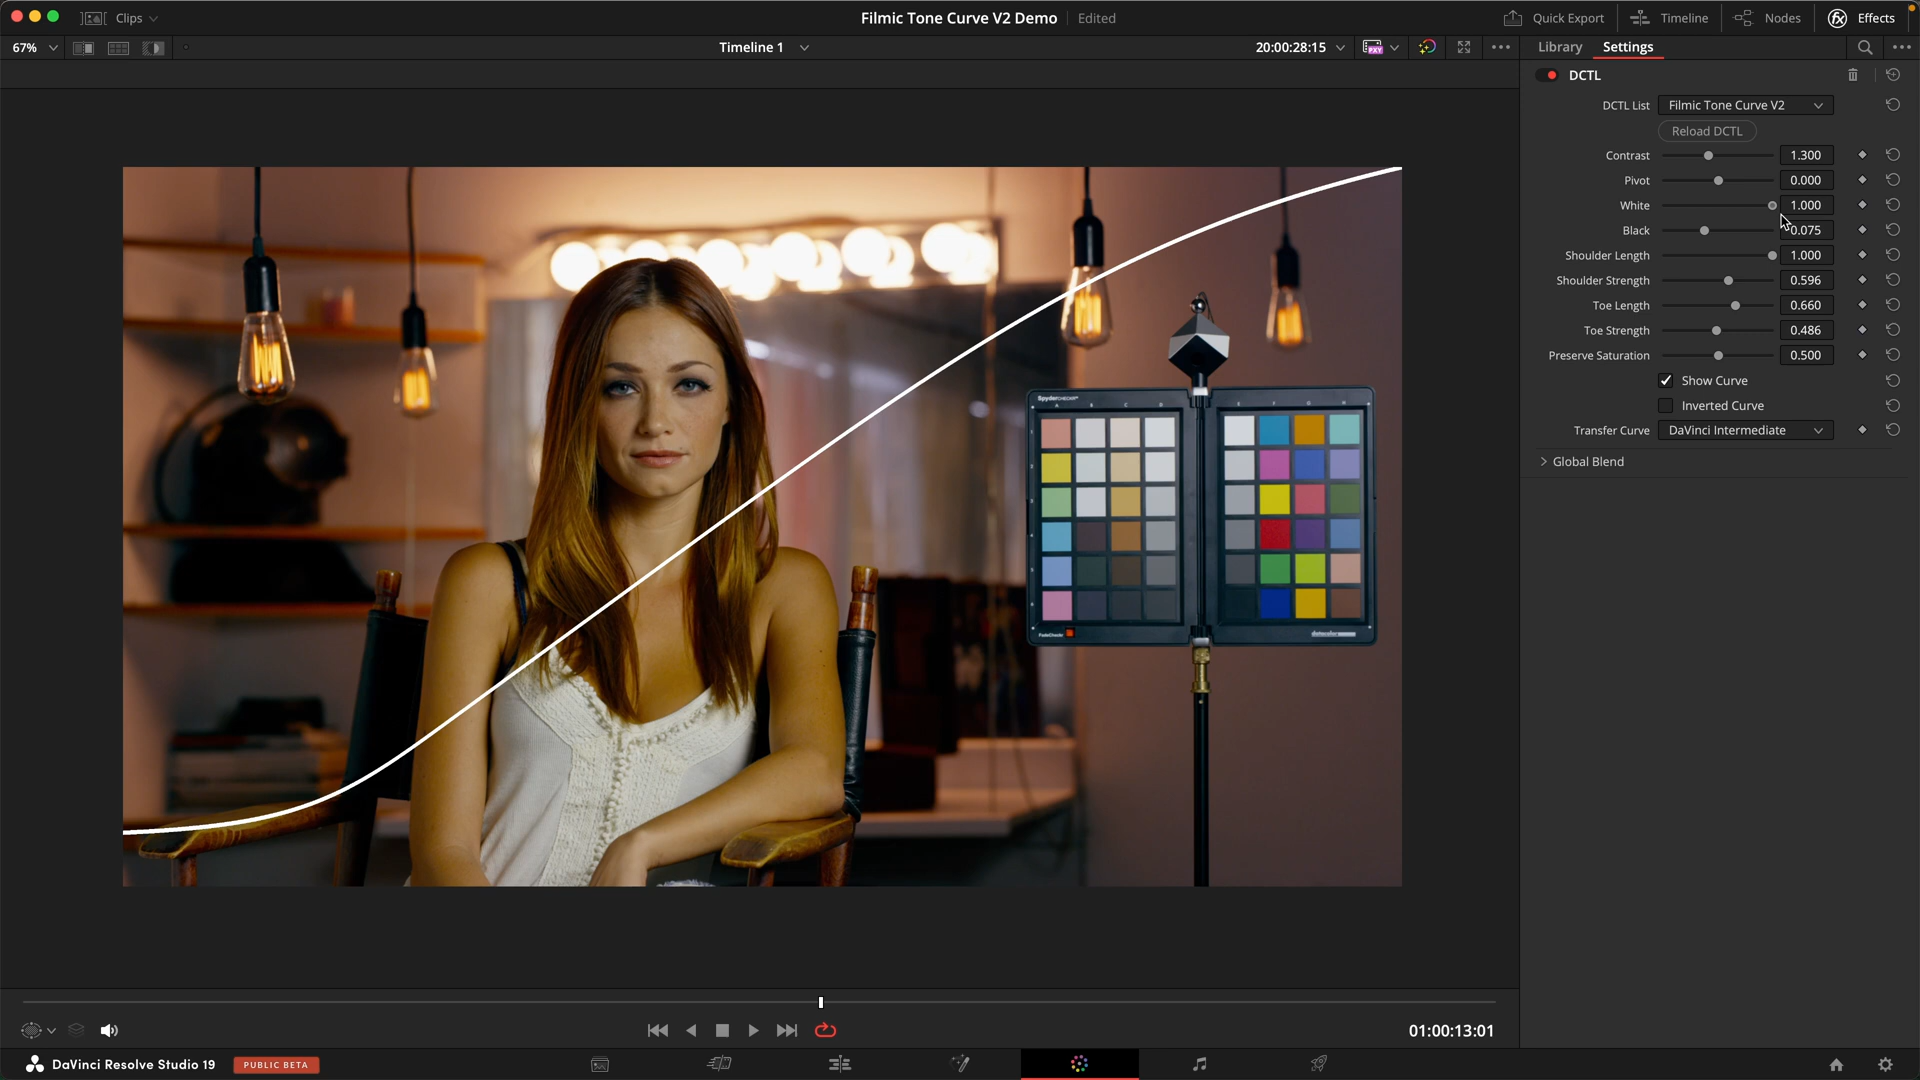 Clips
Filmic Tone Curve V2 Demo
Edited
Quick Export
Timeline
Nodes
Effects
67%
Timeline 1
20:00:28:15
PXY
Library
Settings
DCTL
DCTL List
Filmic Tone Curve V2
Reload DCTL
Contrast 1.300
Pivot 0.000
White 1.000
Black 0.075
Shoulder Length 1.000
Shoulder Strength 0.596
Toe Length 0.660
Toe Strength 0.486
Preserve Saturation 0.500
Show Curve
Inverted Curve
Transfer Curve DaVinci Intermediate
Global Blend
SpyderCHECKR
datacolor
01:00:13:01
DaVinci Resolve Studio 19
PUBLIC BETA